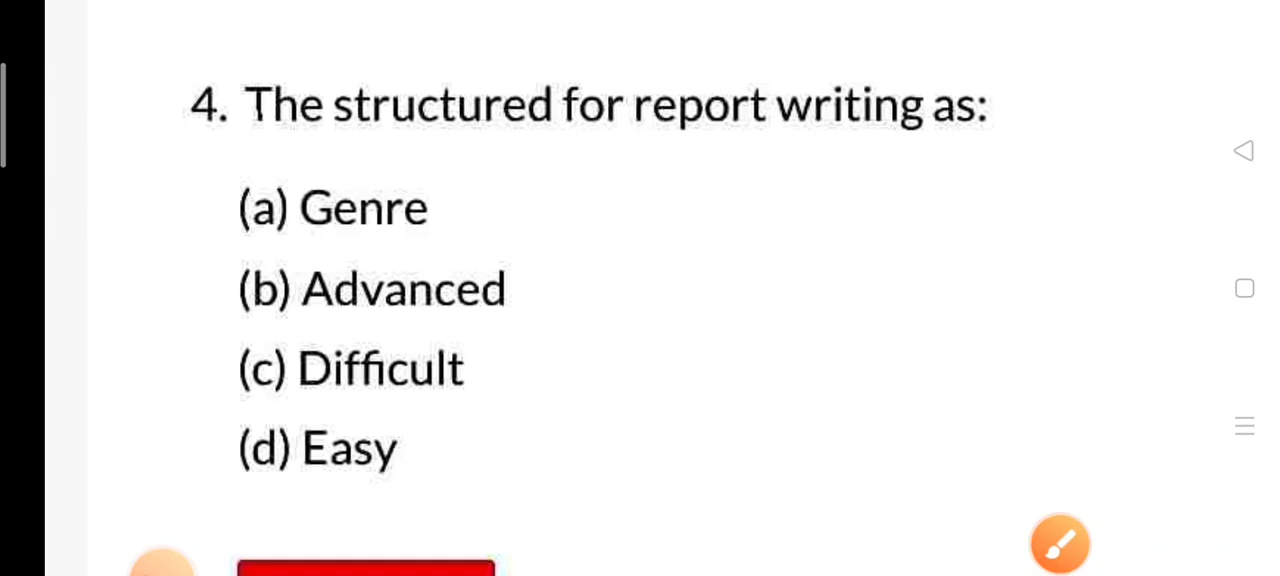 4. The structured for report writing as:
(a) Genre
(b) Advanced
(c) Difficult
(d) Easy